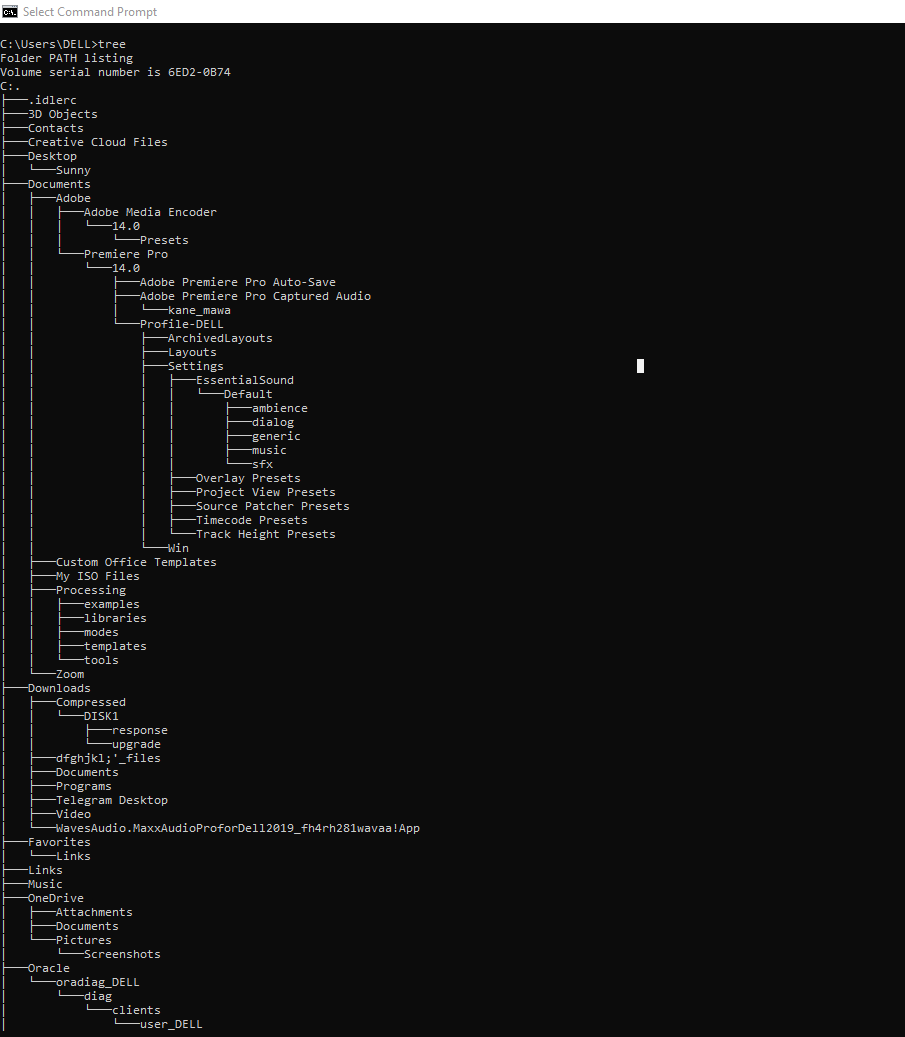 Select Command Prompt
C:\Users\DELL>tree
Folder PATH listing
Volume serial number is 6ED2-0B74
C:.
├───.idlerc
├───3D Objects
├───Contacts
├───Creative Cloud Files
├───Desktop
│   └───Sunny
├───Documents
│   ├───Adobe
│   │   ├───Adobe Media Encoder
│   │   │   └───14.0
│   │   │       └───Presets
│   │   └───Premiere Pro
│   │       └───14.0
│   │           ├───Adobe Premiere Pro Auto-Save
│   │           ├───Adobe Premiere Pro Captured Audio
│   │           │   └───kane_mawa
│   │           └───Profile-DELL
│   │               ├───ArchivedLayouts
│   │               ├───Layouts
│   │               ├───Settings
│   │               │   ├───EssentialSound
│   │               │   │   └───Default
│   │               │   │       ├───ambience
│   │               │   │       ├───dialog
│   │               │   │       ├───generic
│   │               │   │       ├───music
│   │               │   │       └───sfx
│   │               │   ├───Overlay Presets
│   │               │   ├───Project View Presets
│   │               │   ├───Source Patcher Presets
│   │               │   ├───Timecode Presets
│   │               │   └───Track Height Presets
│   │               └───Win
│   ├───Custom Office Templates
│   ├───My ISO Files
│   ├───Processing
│   │   ├───examples
│   │   ├───libraries
│   │   ├───modes
│   │   ├───templates
│   │   └───tools
│   └───Zoom
├───Downloads
│   ├───Compressed
│   │   └───DISK1
│   │       ├───response
│   │       └───upgrade
│   ├───dfghjkl;'_files
│   ├───Documents
│   ├───Programs
│   ├───Telegram Desktop
│   ├───Video
│   └───WavesAudio.MaxxAudioProforDell2019_fh4rh281wavaa!App
├───Favorites
│   └───Links
├───Links
├───Music
├───OneDrive
│   ├───Attachments
│   ├───Documents
│   └───Pictures
│       └───Screenshots
├───Oracle
│   └───oradiag_DELL
│       └───diag
│           └───clients
│               └───user_DELL